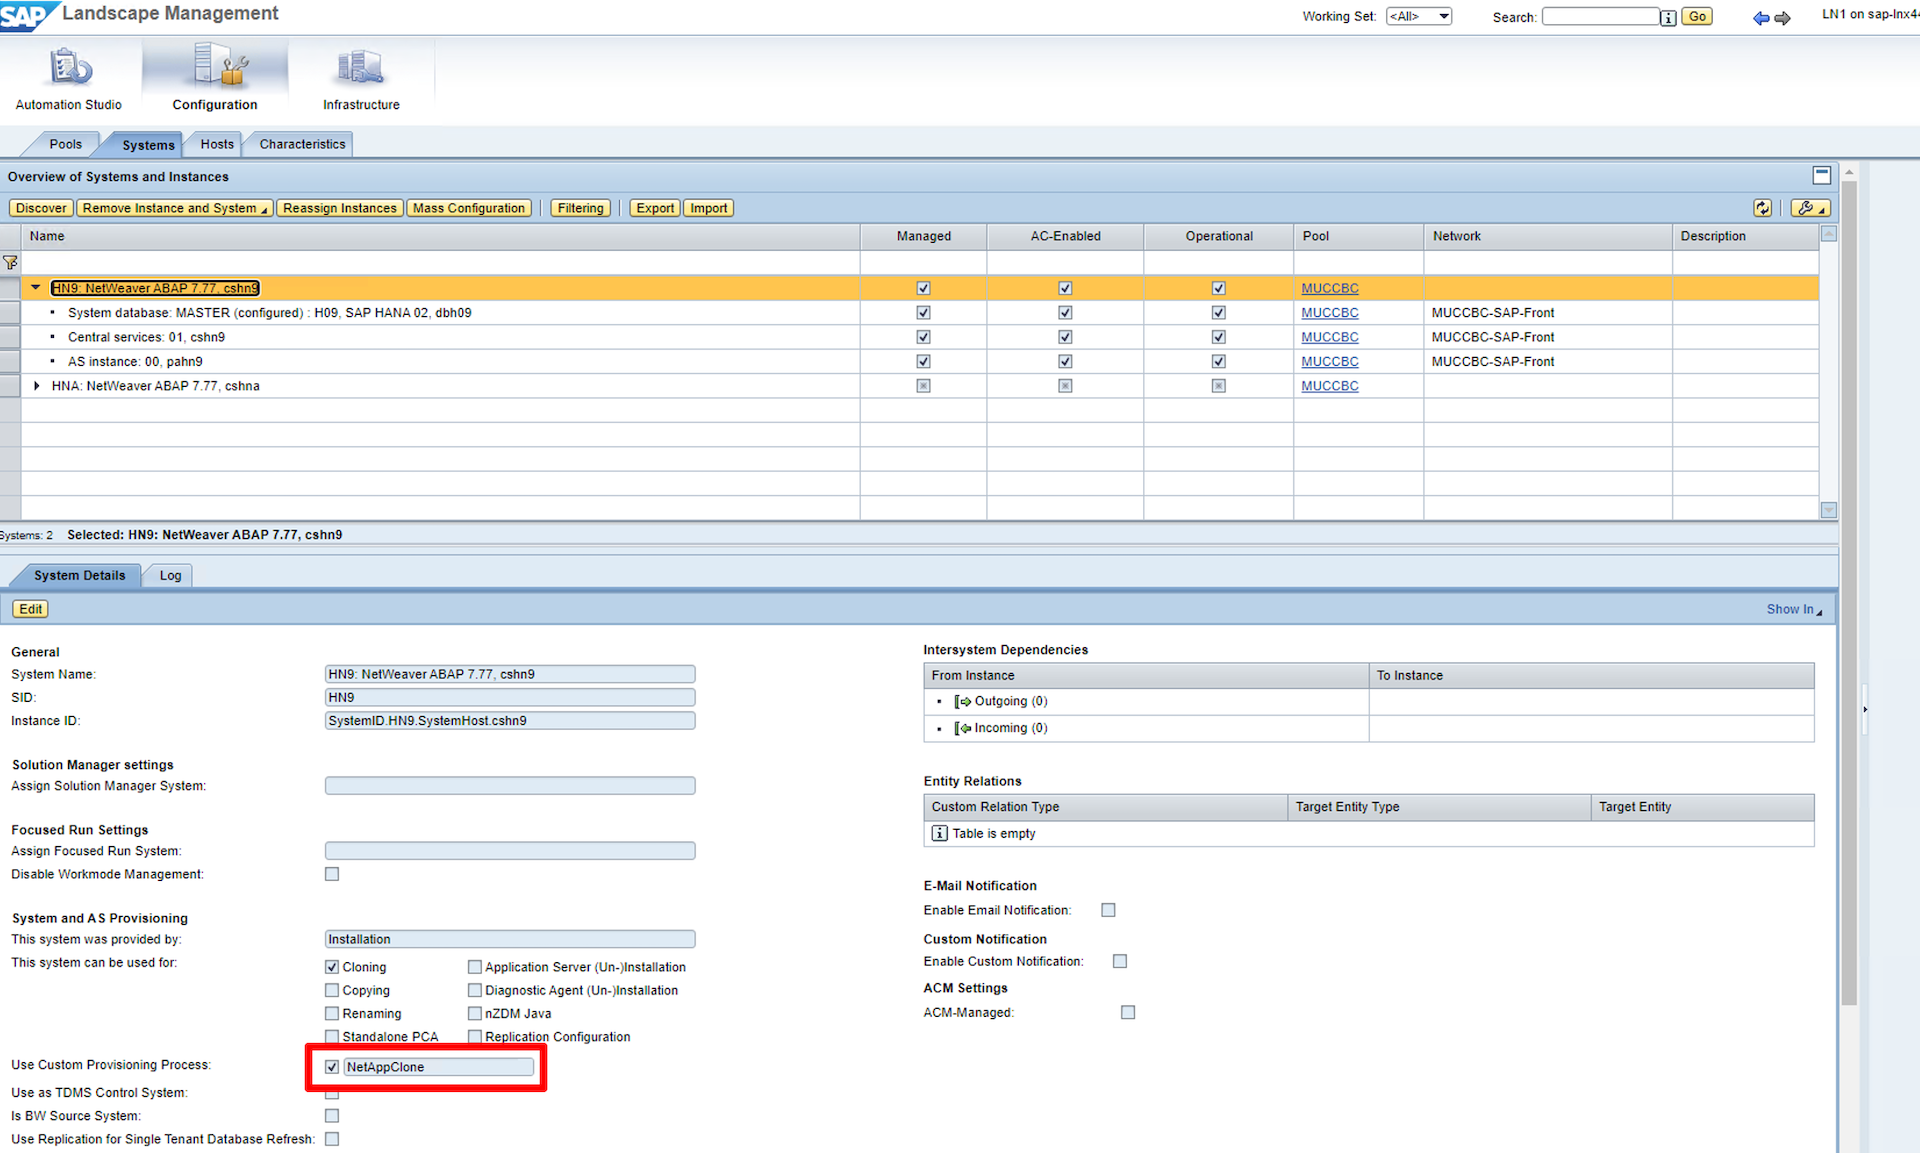 SAP Landscape Management
Working Set: <All> Search: Go LN1 on sap-lnx44
Automation Studio Configuration Infrastructure
Pools Systems Hosts Characteristics
Overview of Systems and Instances
Discover Remove Instance and System Reassign Instances Mass Configuration Filtering Export Import
Name Managed AC-Enabled Operational Pool Network Description
HN9: NetWeaver ABAP 7.77, cshn9 MUCCBC
System database: MASTER (configured) : H09, SAP HANA 02, dbh09 MUCCBC MUCCBC-SAP-Front
Central services: 01, cshn9 MUCCBC MUCCBC-SAP-Front
AS instance: 00, pahn9 MUCCBC MUCCBC-SAP-Front
HNA: NetWeaver ABAP 7.77, cshna MUCCBC
Systems: 2 Selected: HN9: NetWeaver ABAP 7.77, cshn9
System Details Log
Edit Show In
General
System Name: HN9: NetWeaver ABAP 7.77, cshn9
SID: HN9
Instance ID: SystemID.HN9.SystemHost.cshn9
Solution Manager settings
Assign Solution Manager System:
Focused Run Settings
Assign Focused Run System:
Disable Workmode Management:
System and AS Provisioning
This system was provided by: Installation
This system can be used for: Cloning Application Server (Un-)Installation
Copying Diagnostic Agent (Un-)Installation
Renaming nZDM Java
Standalone PCA Replication Configuration
Use Custom Provisioning Process: NetAppClone
Use as TDMS Control System:
Is BW Source System:
Use Replication for Single Tenant Database Refresh:
Intersystem Dependencies
From Instance To Instance
Outgoing (0)
Incoming (0)
Entity Relations
Custom Relation Type Target Entity Type Target Entity
Table is empty
E-Mail Notification
Enable Email Notification:
Custom Notification
Enable Custom Notification:
ACM Settings
ACM-Managed: